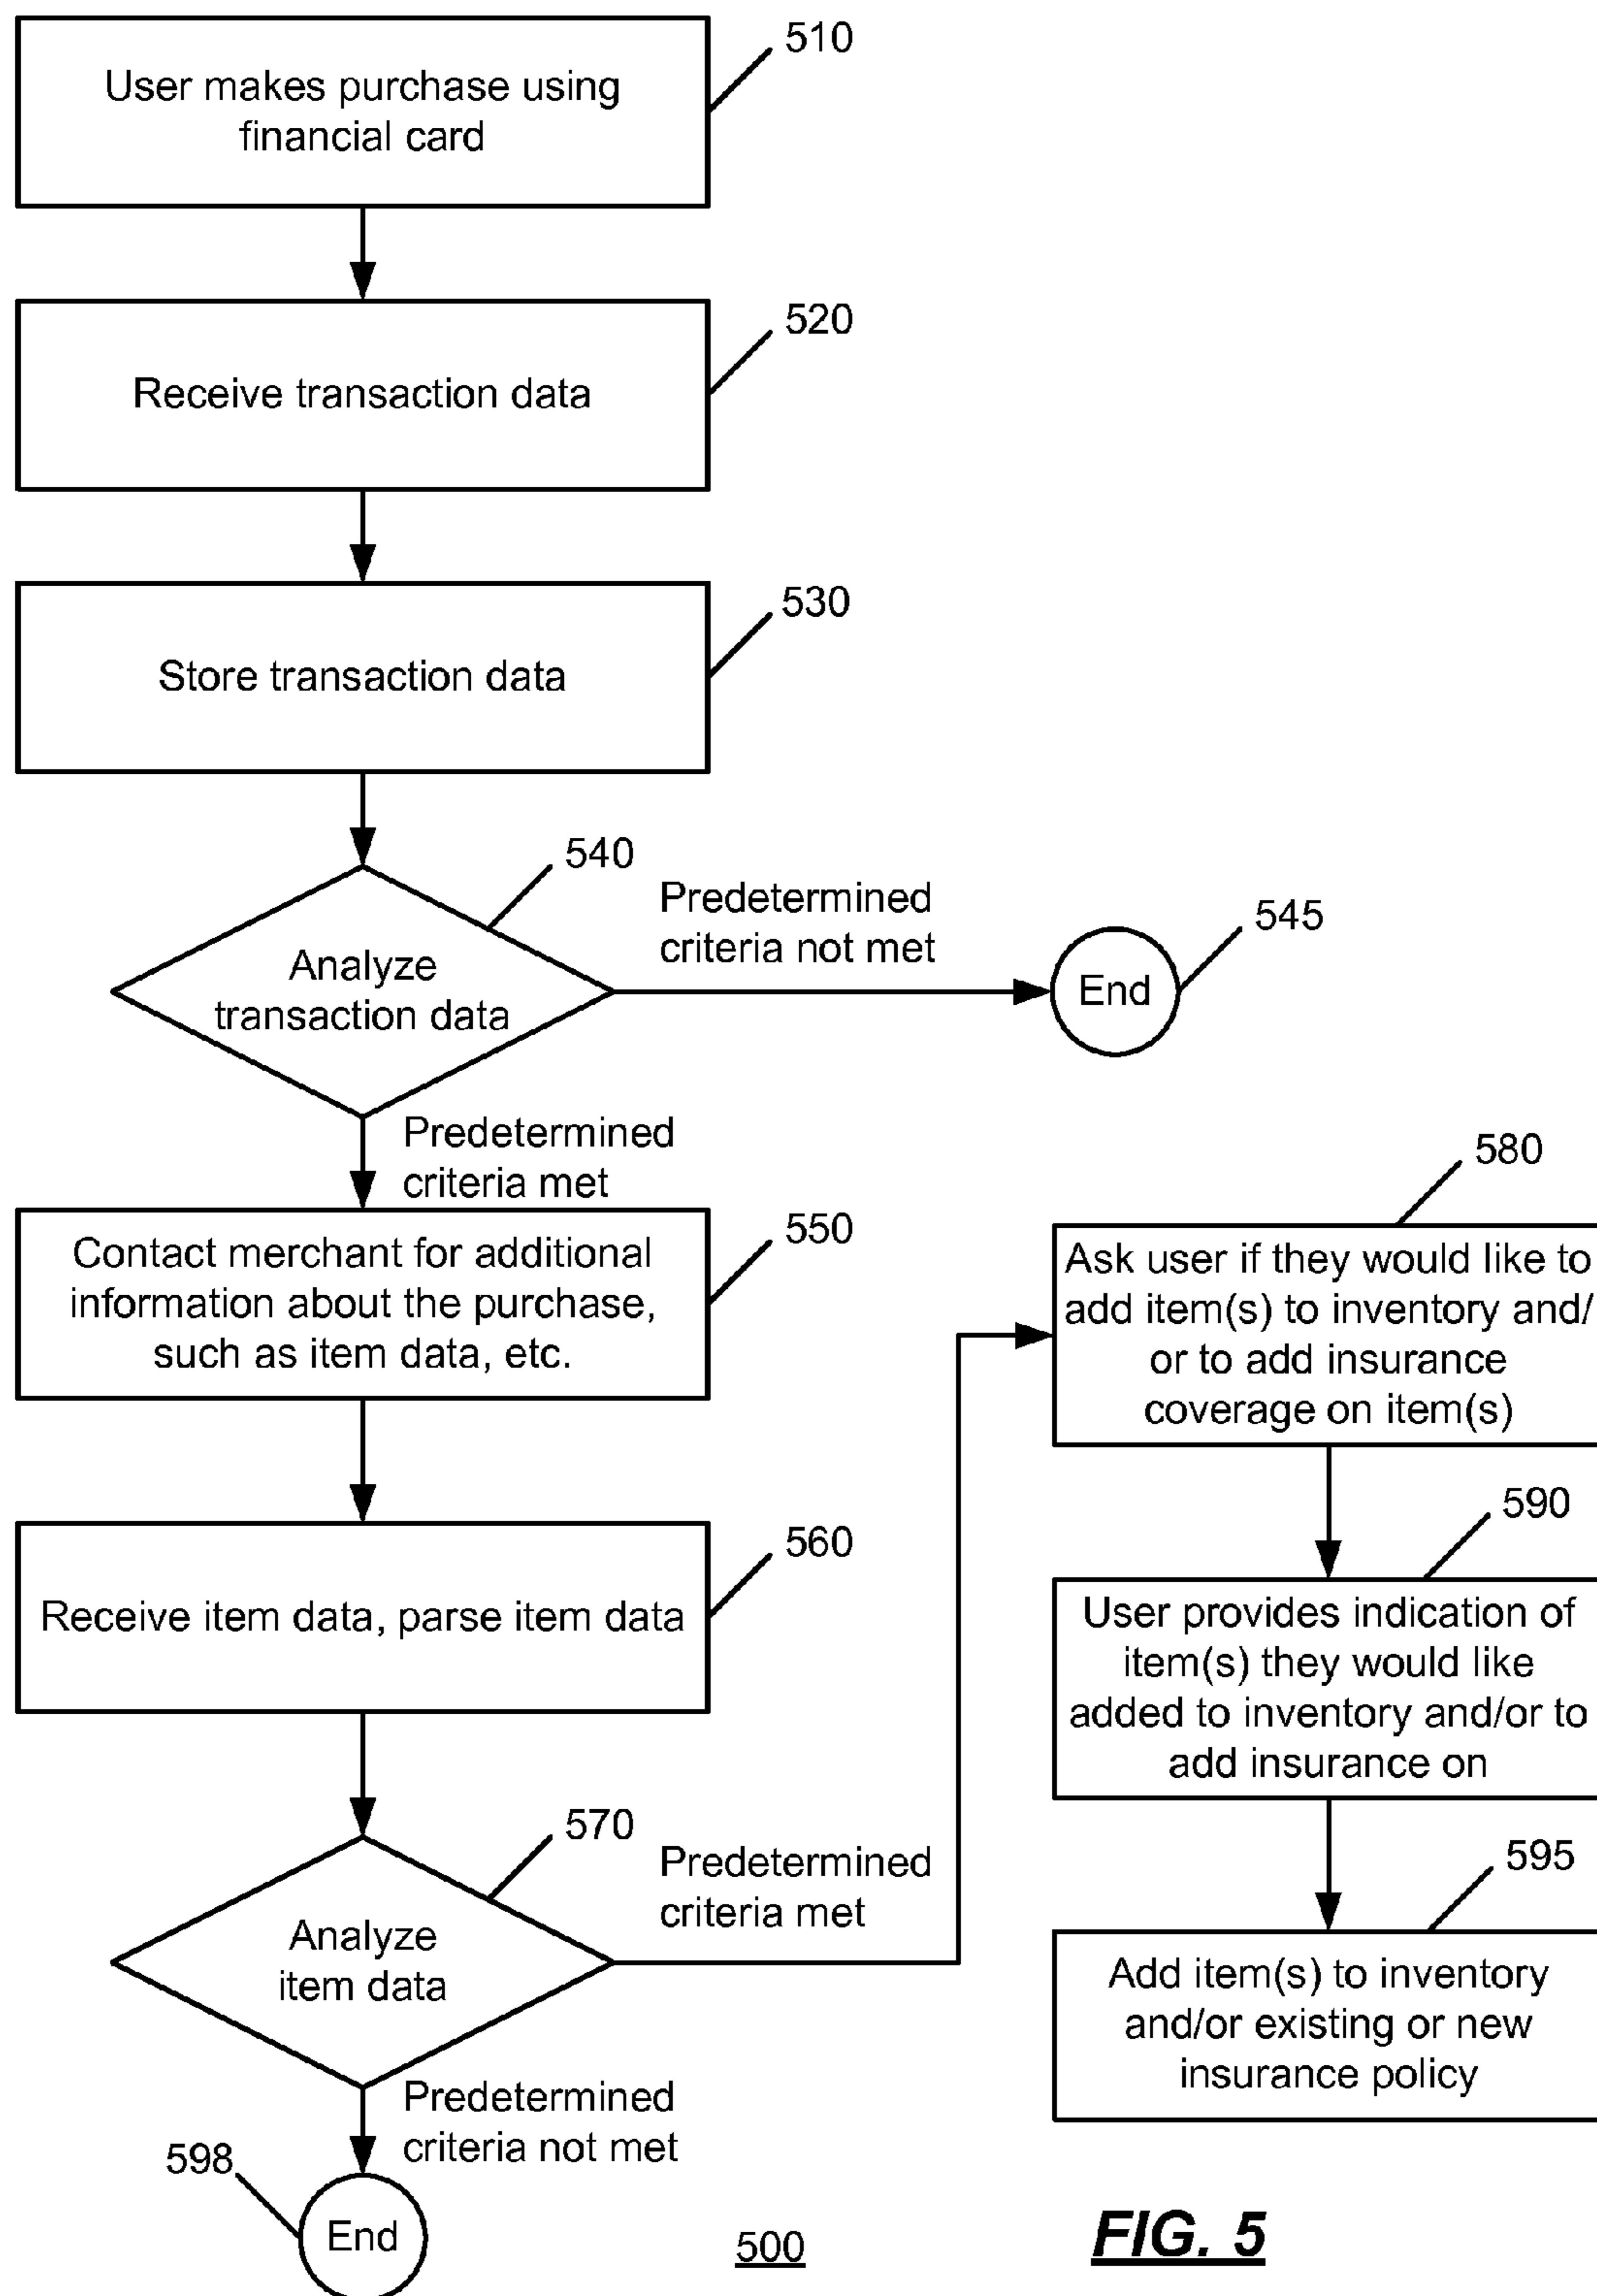 User makes purchase using
financial card
510
Receive transaction data
520
Store transaction data
530
Analyze
transaction data
540
Predetermined
criteria not met
End
545
Predetermined
criteria met
Contact merchant for additional
information about the purchase,
such as item data, etc.
550
Receive item data, parse item data
560
Analyze
item data
570
Predetermined
criteria met
Predetermined
criteria not met
598
End
580
Ask user if they would like to
add item(s) to inventory and/
or to add insurance
coverage on item(s)
590
User provides indication of
item(s) they would like
added to inventory and/or to
add insurance on
595
Add item(s) to inventory
and/or existing or new
insurance policy
500
FIG. 5